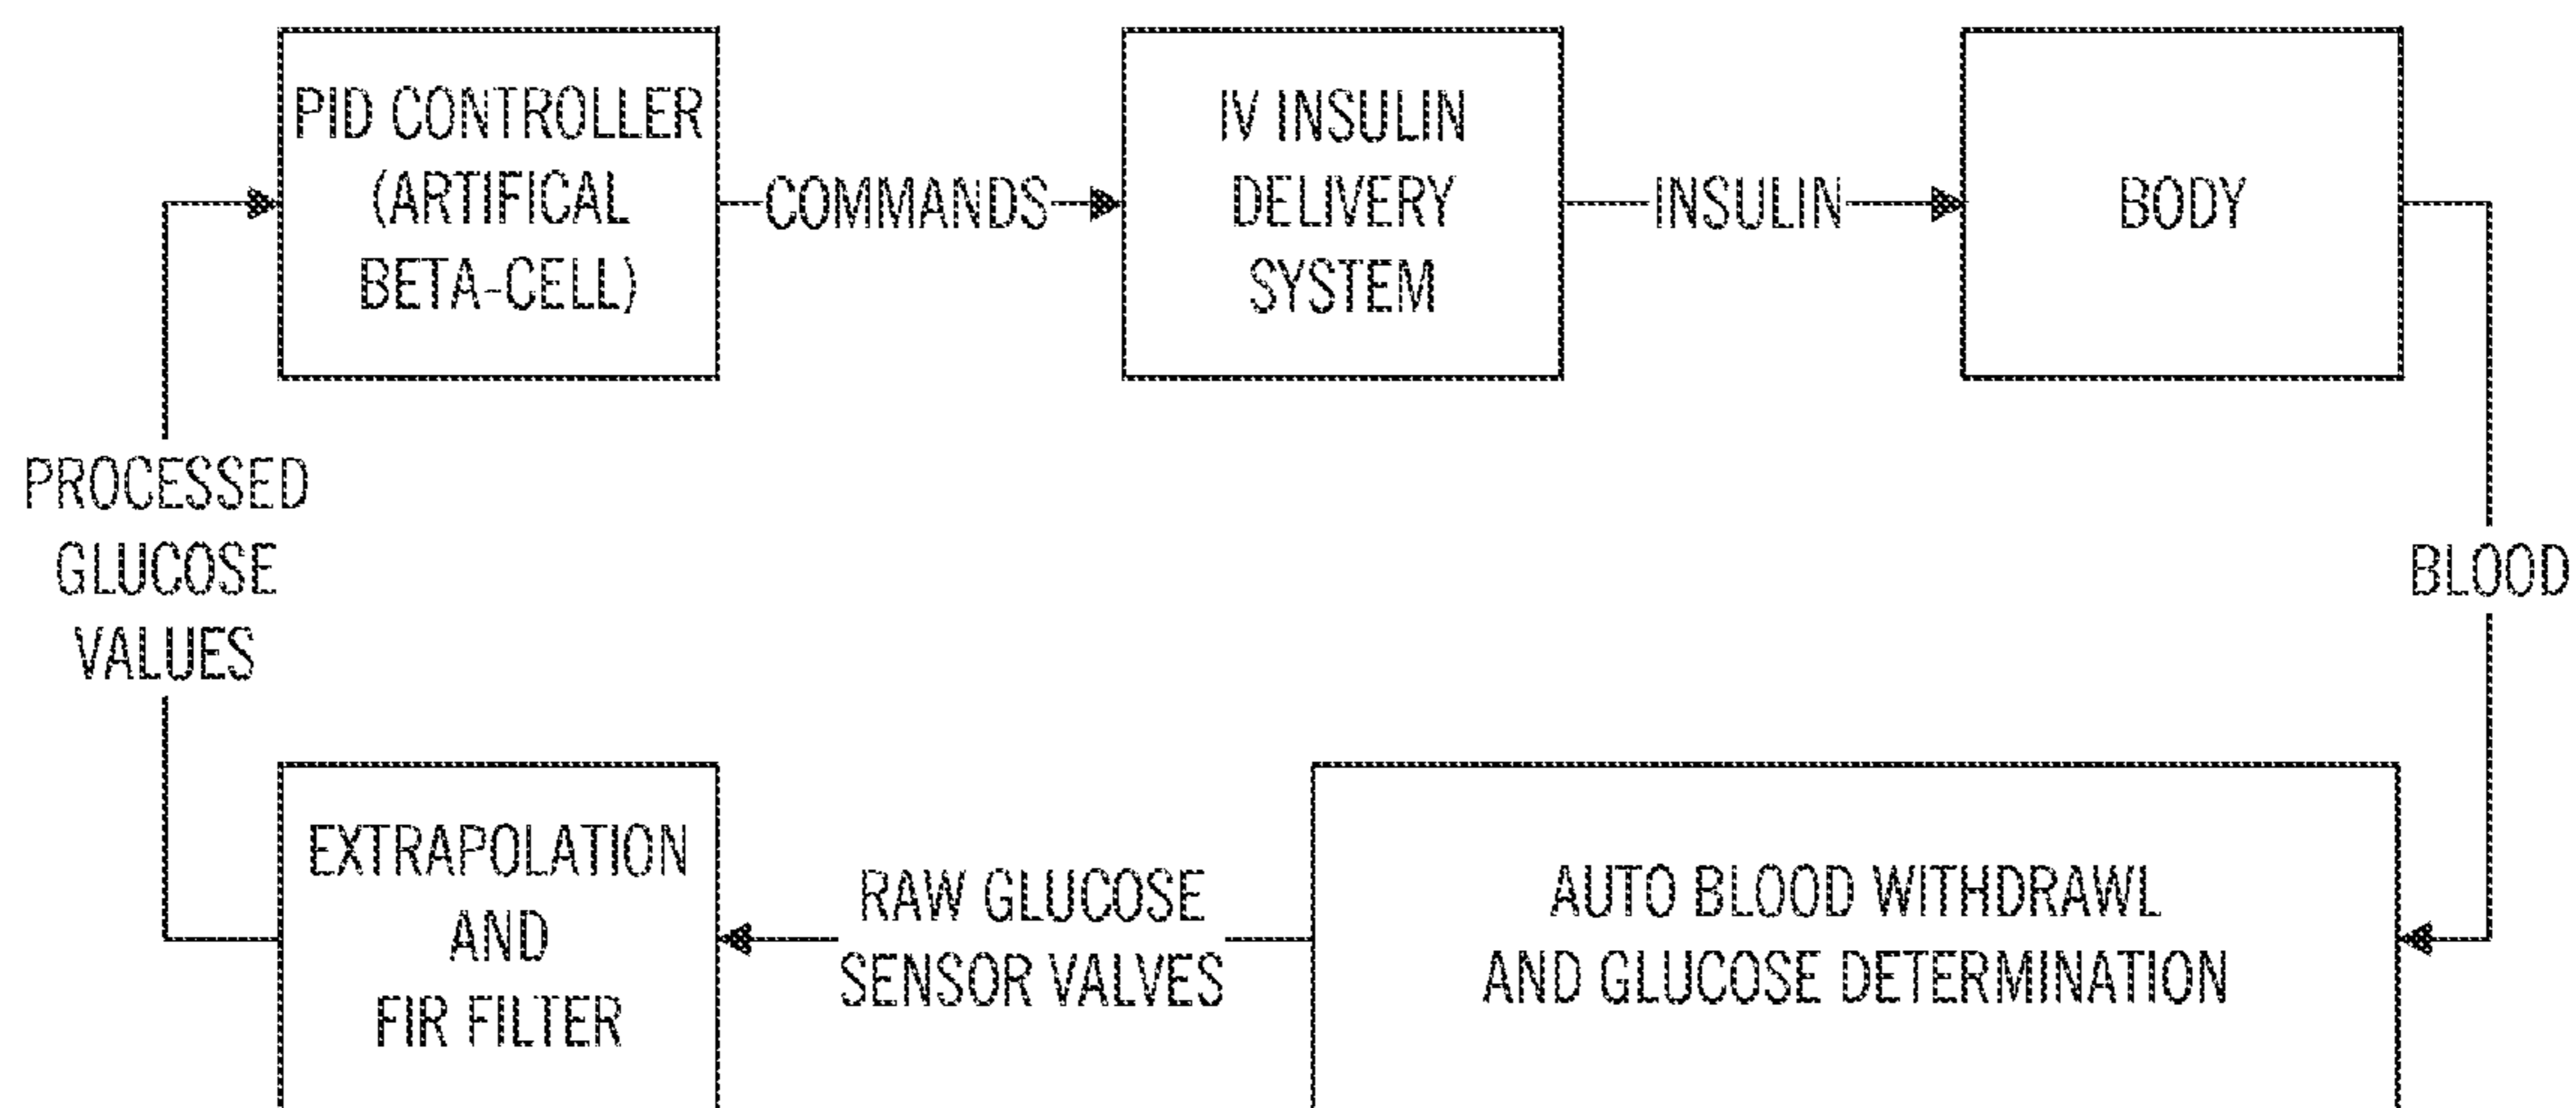 PID CONTROLLER
(ARTIFICAL
BETA-CELL)
COMMANDS
IV INSULIN
DELIVERY
SYSTEM
INSULIN
BODY
BLOOD
AUTO BLOOD WITHDRAWL
AND GLUCOSE DETERMINATION
RAW GLUCOSE
SENSOR VALVES
EXTRAPOLATION
AND
FIR FILTER
PROCESSED
GLUCOSE
VALUES